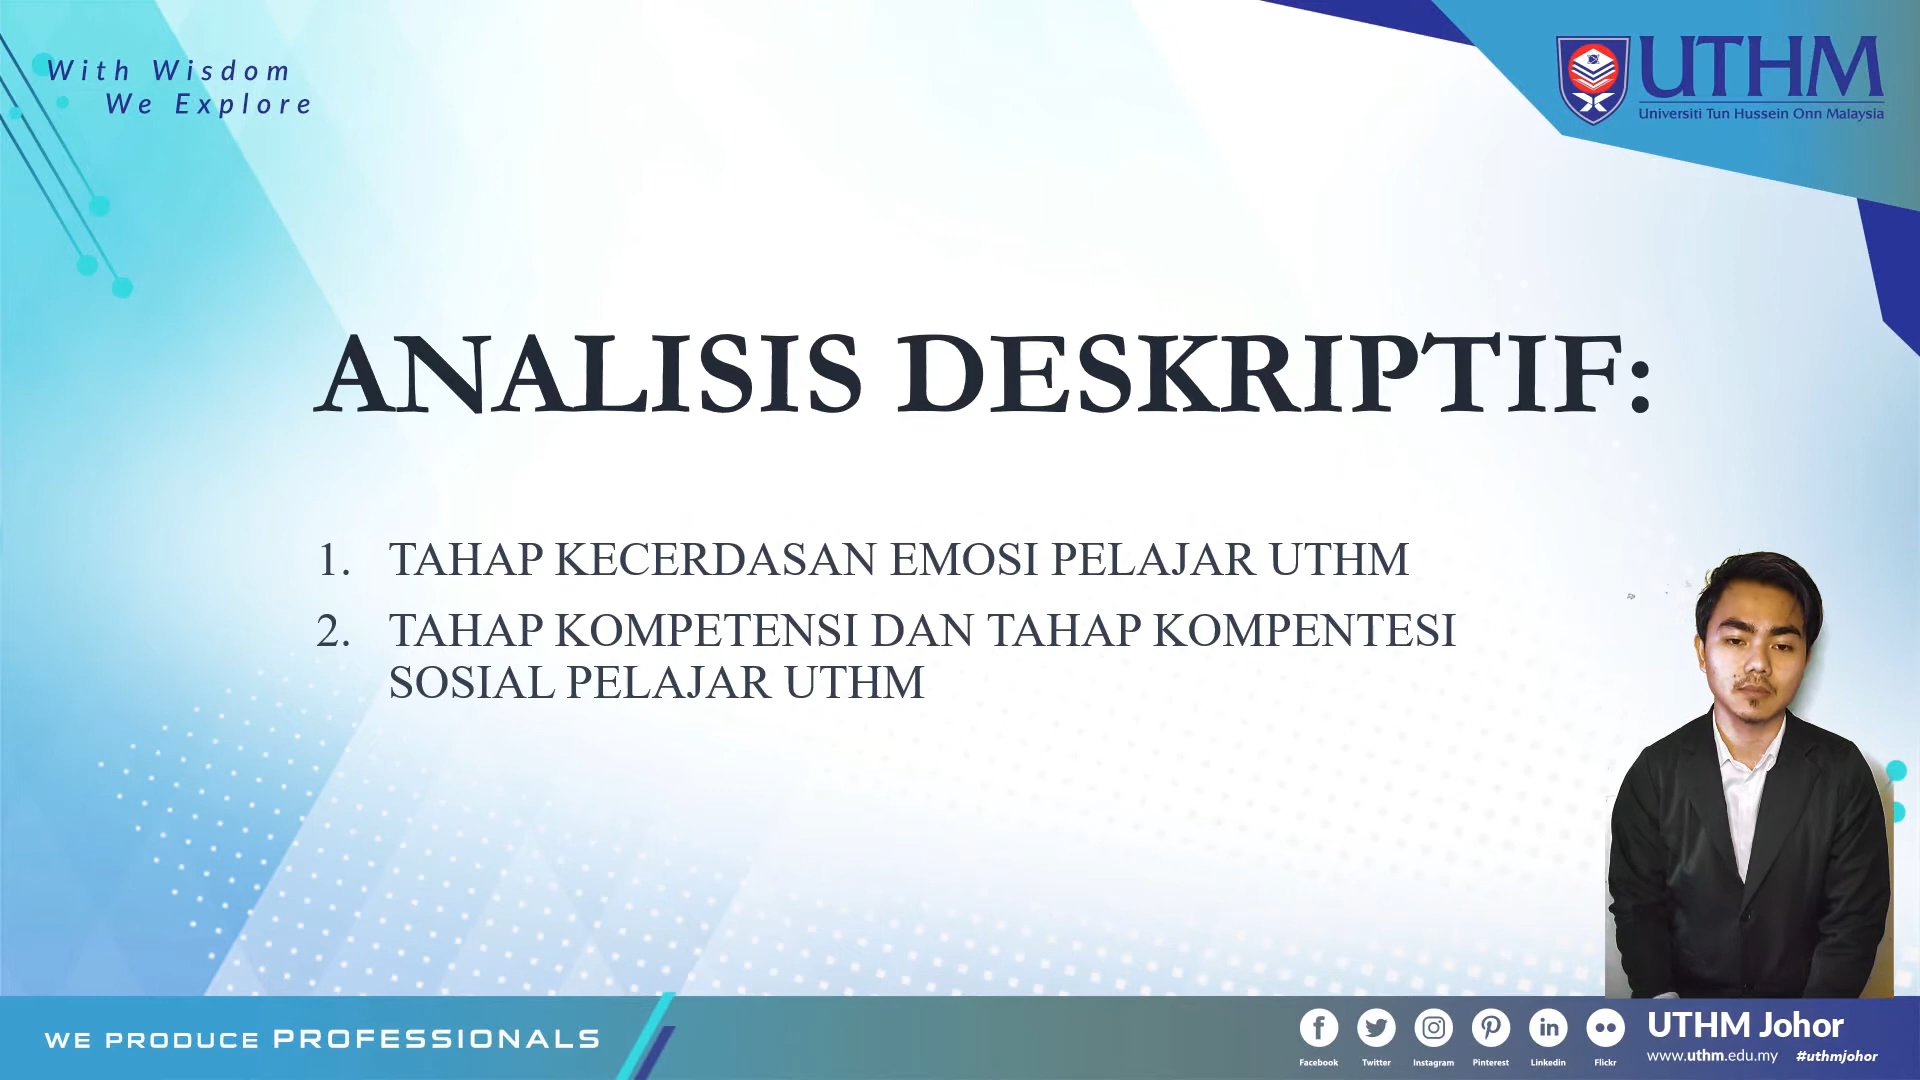 With Wisdom
We Explore
UTHM
Universiti Tun Hussein Onn Malaysia
ANALISIS DESKRIPTIF:
1. TAHAP KECERDASAN EMOSI PELAJAR UTHM
2. TAHAP KOMPETENSI DAN TAHAP KOMPENTESI
SOSIAL PELAJAR UTHM
WE PRODUCE PROFESSIONALS
Facebook Twitter Instagram Pinterest Linkedin Flickr
UTHM Johor
www.uthm.edu.my #uthmjohor